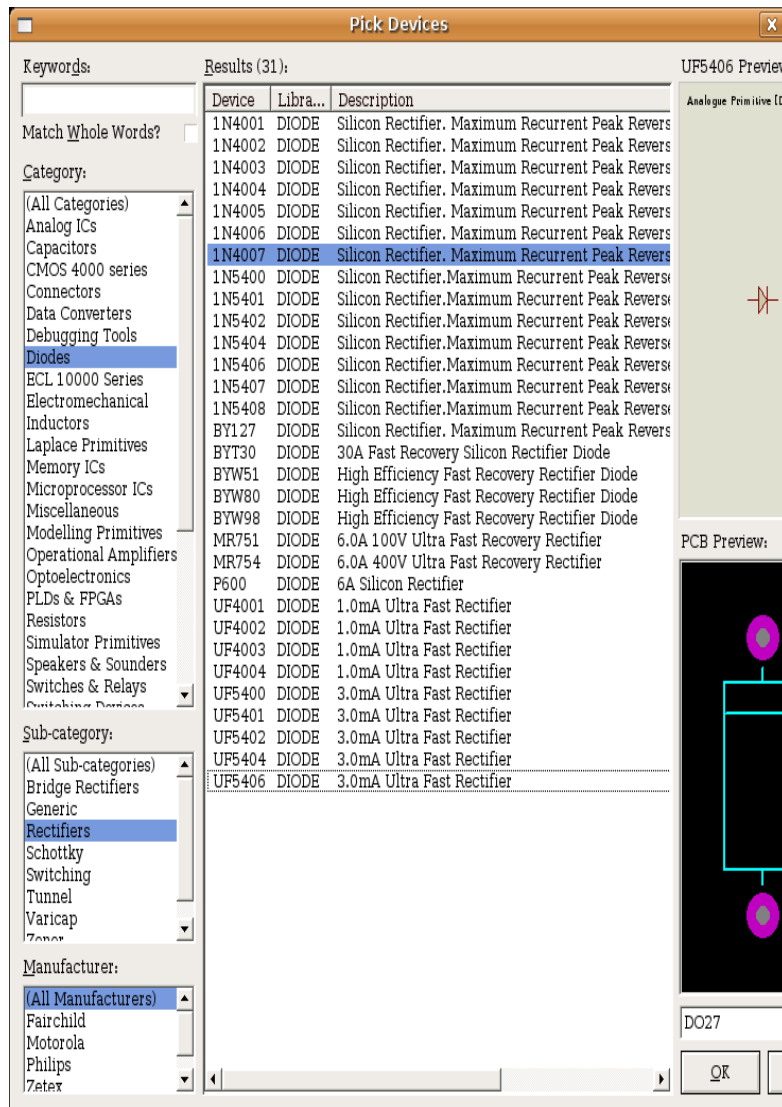 Pick Devices
Keywords:
Match Whole Words?
Category:
(All Categories)
Analog ICs
Capacitors
CMOS 4000 series
Connectors
Data Converters
Debugging Tools
Diodes
ECL 10000 Series
Electromechanical
Inductors
Laplace Primitives
Memory ICs
Microprocessor ICs
Miscellaneous
Modelling Primitives
Operational Amplifiers
Optoelectronics
PLDs & FPGAs
Resistors
Simulator Primitives
Speakers & Sounders
Switches & Relays
Switching Devices
Sub-category:
(All Sub-categories)
Bridge Rectifiers
Generic
Rectifiers
Schottky
Switching
Tunnel
Varicap
Zener
Manufacturer:
(All Manufacturers)
Fairchild
Motorola
Philips
Zetex
Results (31):
Device Libra... Description
1N4001 DIODE Silicon Rectifier. Maximum Recurrent Peak Revers
1N4002 DIODE Silicon Rectifier. Maximum Recurrent Peak Revers
1N4003 DIODE Silicon Rectifier. Maximum Recurrent Peak Revers
1N4004 DIODE Silicon Rectifier. Maximum Recurrent Peak Revers
1N4005 DIODE Silicon Rectifier. Maximum Recurrent Peak Revers
1N4006 DIODE Silicon Rectifier. Maximum Recurrent Peak Revers
1N4007 DIODE Silicon Rectifier. Maximum Recurrent Peak Revers
1N5400 DIODE Silicon Rectifier.Maximum Recurrent Peak Reverse
1N5401 DIODE Silicon Rectifier.Maximum Recurrent Peak Reverse
1N5402 DIODE Silicon Rectifier.Maximum Recurrent Peak Reverse
1N5404 DIODE Silicon Rectifier.Maximum Recurrent Peak Reverse
1N5406 DIODE Silicon Rectifier.Maximum Recurrent Peak Reverse
1N5407 DIODE Silicon Rectifier.Maximum Recurrent Peak Reverse
1N5408 DIODE Silicon Rectifier.Maximum Recurrent Peak Reverse
BY127 DIODE Silicon Rectifier. Maximum Recurrent Peak Revers
BYT30 DIODE 30A Fast Recovery Silicon Rectifier Diode
BYW51 DIODE High Efficiency Fast Recovery Rectifier Diode
BYW80 DIODE High Efficiency Fast Recovery Rectifier Diode
BYW98 DIODE High Efficiency Fast Recovery Rectifier Diode
MR751 DIODE 6.0A 100V Ultra Fast Recovery Rectifier
MR754 DIODE 6.0A 400V Ultra Fast Recovery Rectifier
P600 DIODE 6A Silicon Rectifier
UF4001 DIODE 1.0mA Ultra Fast Rectifier
UF4002 DIODE 1.0mA Ultra Fast Rectifier
UF4003 DIODE 1.0mA Ultra Fast Rectifier
UF4004 DIODE 1.0mA Ultra Fast Rectifier
UF5400 DIODE 3.0mA Ultra Fast Rectifier
UF5401 DIODE 3.0mA Ultra Fast Rectifier
UF5402 DIODE 3.0mA Ultra Fast Rectifier
UF5404 DIODE 3.0mA Ultra Fast Rectifier
UF5406 DIODE 3.0mA Ultra Fast Rectifier
UF5406 Preview
Analogue Primitive [D
PCB Preview:
DO27
OK